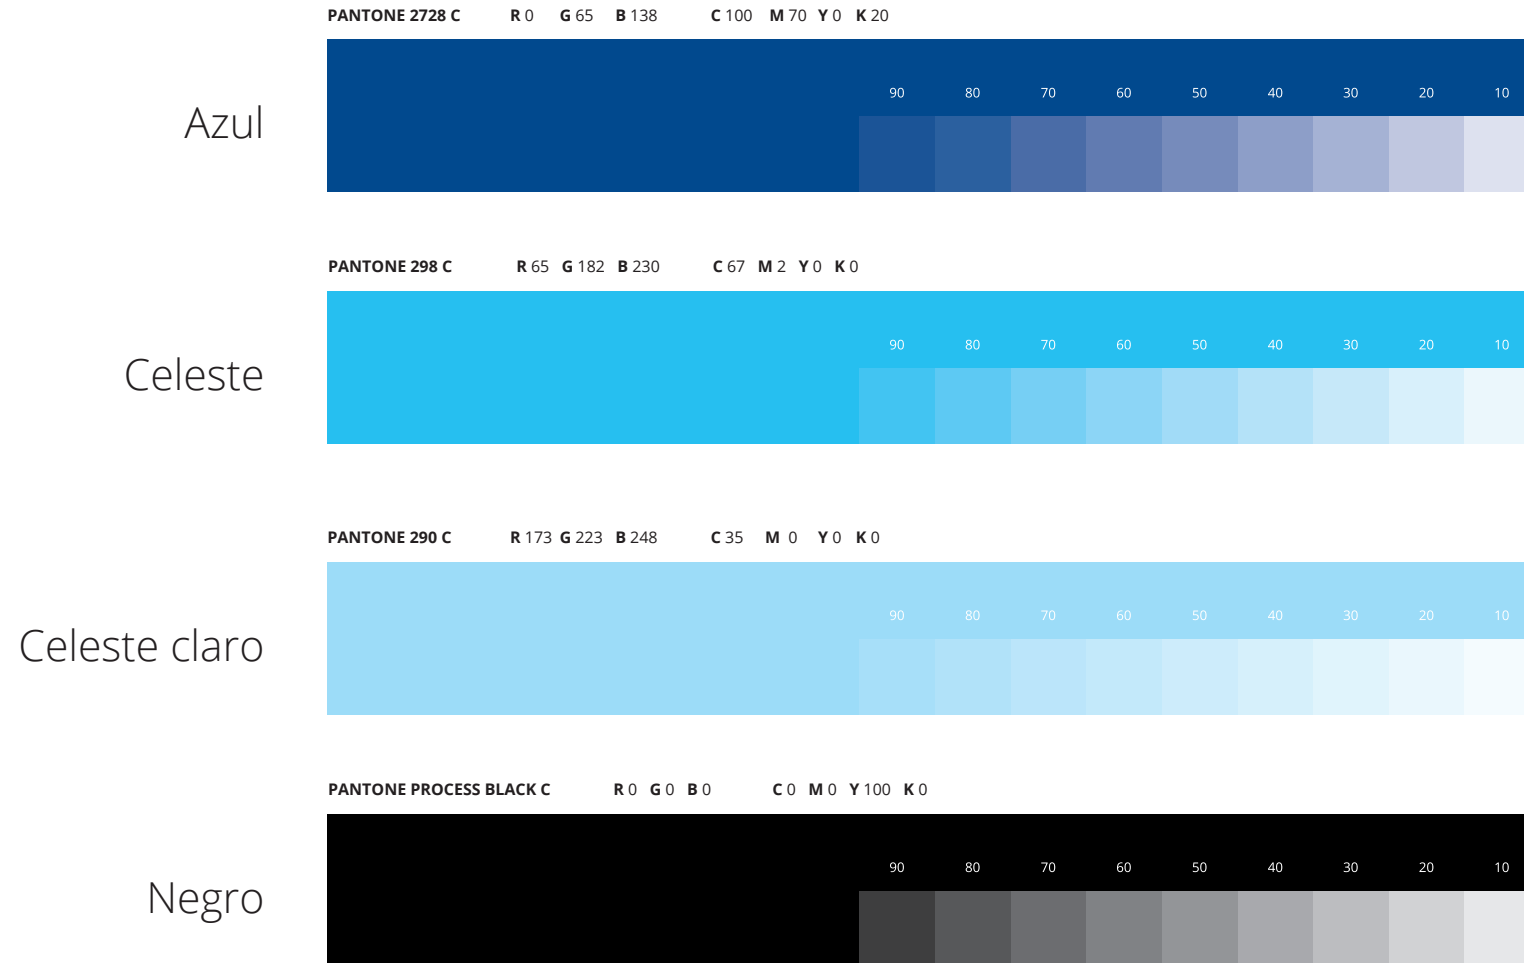 PANTONE 2728 C R 0 G 65 B 138 C 100 M 70 Y 0 K 20
90 80 70 60 50 40 30 20 10
Azul
PANTONE 298 C R 65 G 182 B 230 C 67 M 2 Y 0 K 0
90 80 70 60 50 40 30 20 10
Celeste
PANTONE 290 C R 173 G 223 B 248 C 35 M 0 Y 0 K 0
90 80 70 60 50 40 30 20 10
Celeste claro
PANTONE PROCESS BLACK C R 0 G 0 B 0 C 0 M 0 Y 100 K 0
90 80 70 60 50 40 30 20 10
Negro